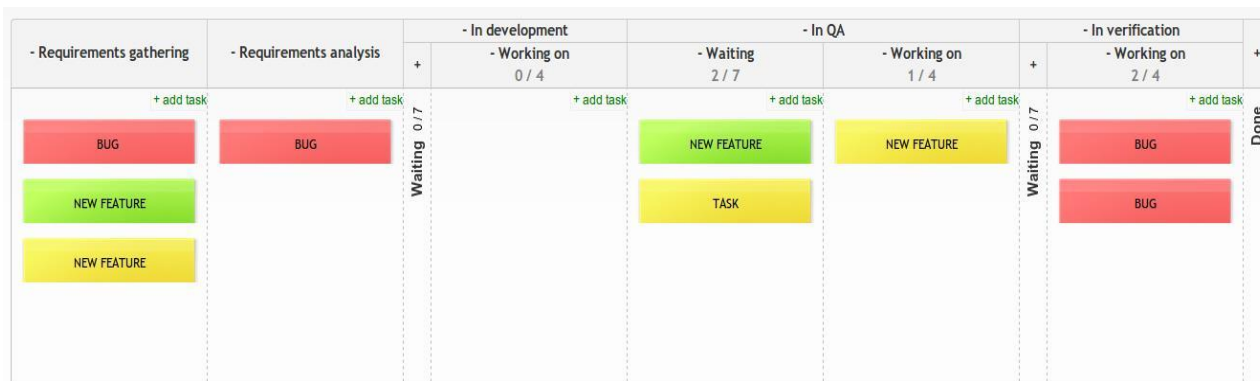 - Requirements gathering
- Requirements analysis
- In development
- In QA
- In verification
+
- Working on
0 / 4
- Waiting
2 / 7
- Working on
1 / 4
+
- Working on
2 / 4
+
+ add task
+ add task
+ add task
+ add task
+ add task
+ add task
BUG
NEW FEATURE
NEW FEATURE
BUG
Waiting 0 / 7
NEW FEATURE
TASK
NEW FEATURE
Waiting 0 / 7
BUG
BUG
Done